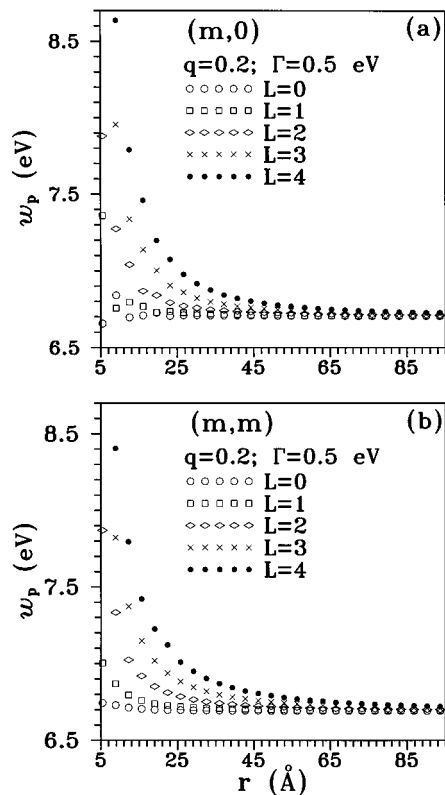 8.5
(m,0)
(a)
q=0.2; Γ=0.5 eV
L=0
L=1
L=2
L=3
L=4
w_p (eV)
7.5
6.5
5 25 45 65 85
(m,m)
(b)
8.5
q=0.2; Γ=0.5 eV
L=0
L=1
L=2
L=3
L=4
w_p (eV)
7.5
6.5
5 25 45 65 85
r (Å)